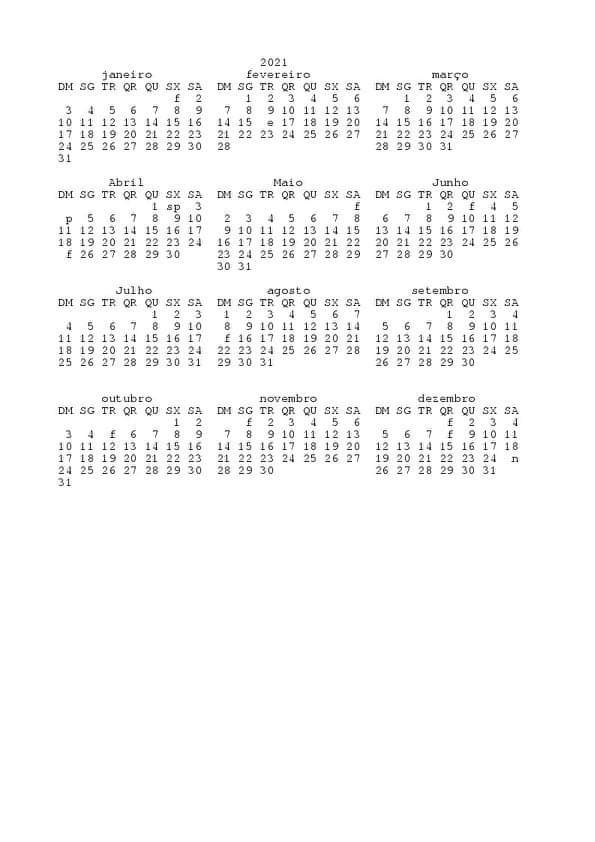 2021
janeiro fevereiro março
DM SG TR QR QU SX SA DM SG TR QR QU SX SA DM SG TR QR QU SX SA
f 2 1 2 3 4 5 6 1 2 3 4 5 6
3 4 5 6 7 8 9 7 8 9 10 11 12 13 7 8 9 10 11 12 13
10 11 12 13 14 15 16 14 15 e 17 18 19 20 14 15 16 17 18 19 20
17 18 19 20 21 22 23 21 22 23 24 25 26 27 21 22 23 24 25 26 27
24 25 26 27 28 29 30 28 28 29 30 31
31
Abril Maio Junho
DM SG TR QR QU SX SA DM SG TR QR QU SX SA DM SG TR QR QU SX SA
1 sp 3 f 1 2 f 4 5
p 5 6 7 8 9 10 2 3 4 5 6 7 8 6 7 8 9 10 11 12
11 12 13 14 15 16 17 9 10 11 12 13 14 15 13 14 15 16 17 18 19
18 19 20 21 22 23 24 16 17 18 19 20 21 22 20 21 22 23 24 25 26
f 26 27 28 29 30 23 24 25 26 27 28 29 27 28 29 30
30 31
Julho agosto setembro
DM SG TR QR QU SX SA DM SG TR QR QU SX SA DM SG TR QR QU SX SA
1 2 3 1 2 3 4 5 6 7 1 2 3 4
4 5 6 7 8 9 10 8 9 10 11 12 13 14 5 6 7 8 9 10 11
11 12 13 14 15 16 17 f 16 17 18 19 20 21 12 13 14 15 16 17 18
18 19 20 21 22 23 24 22 23 24 25 26 27 28 19 20 21 22 23 24 25
25 26 27 28 29 30 31 29 30 31 26 27 28 29 30
outubro novembro dezembro
DM SG TR QR QU SX SA DM SG TR QR QU SX SA DM SG TR QR QU SX SA
1 2 f 2 3 4 5 6 f 2 3 4
3 4 f 6 7 8 9 7 8 9 10 11 12 13 5 6 7 f 9 10 11
10 11 12 13 14 15 16 14 15 16 17 18 19 20 12 13 14 15 16 17 18
17 18 19 20 21 22 23 21 22 23 24 25 26 27 19 20 21 22 23 24 n
24 25 26 27 28 29 30 28 29 30 26 27 28 29 30 31
31